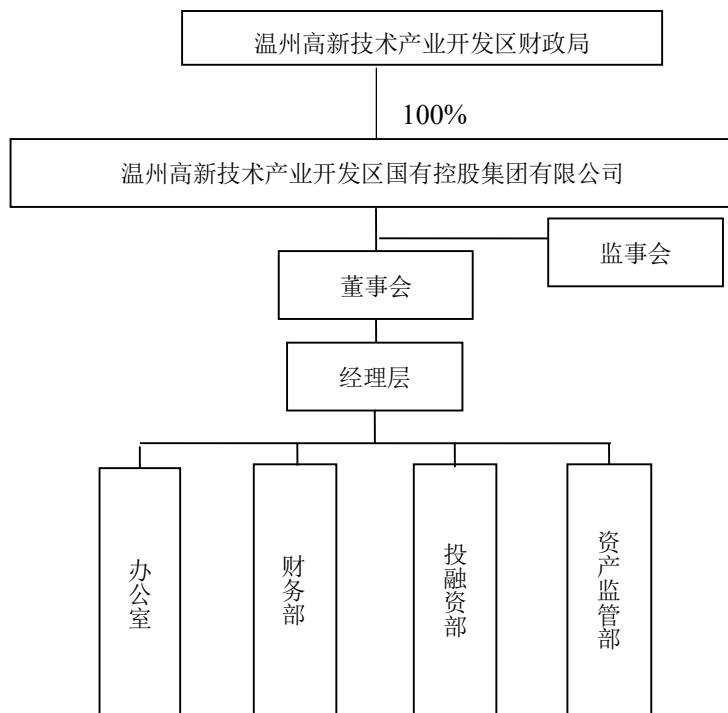 温州高新技术产业开发区财政局
100%
温州高新技术产业开发区国有控股集团有限公司
监事会
董事会
经理层
办公室
财务部
投融资部
资产监管部